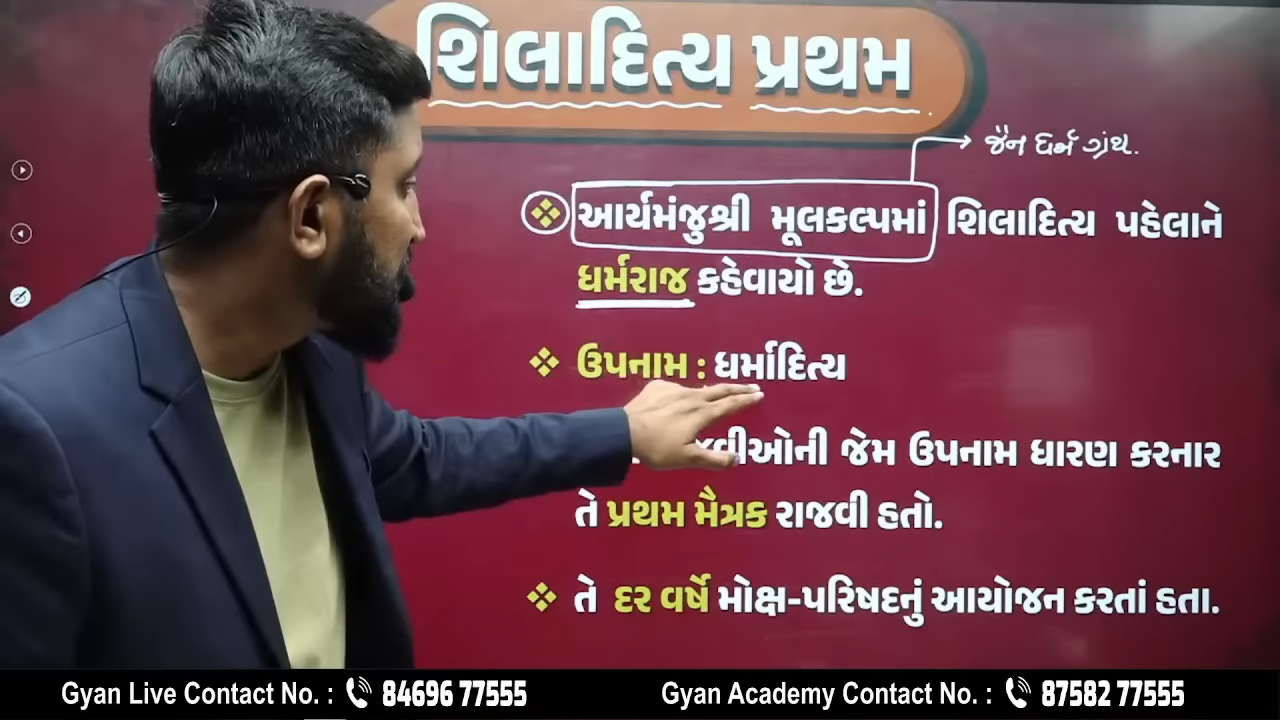 શિલાદિત્ય પ્રથમ
જૈન ધર્મ ગ્રંથ.
❖ આર્યમંજુશ્રી મૂલકલ્પમાં શિલાદિત્ય પહેલાને
ધર્મરાજ કહેવાયો છે.
❖ ઉપનામ : ધર્માદિત્ય
જેમ ઉપનામ ધારણ કરનાર
તે પ્રથમ મૈત્રક રાજવી હતો.
❖ તે દર વર્ષે મોક્ષ-પરિષદનું આયોજન કરતાં હતા.
Gyan Live Contact No. : 84696 77555
Gyan Academy Contact No. : 87582 77555